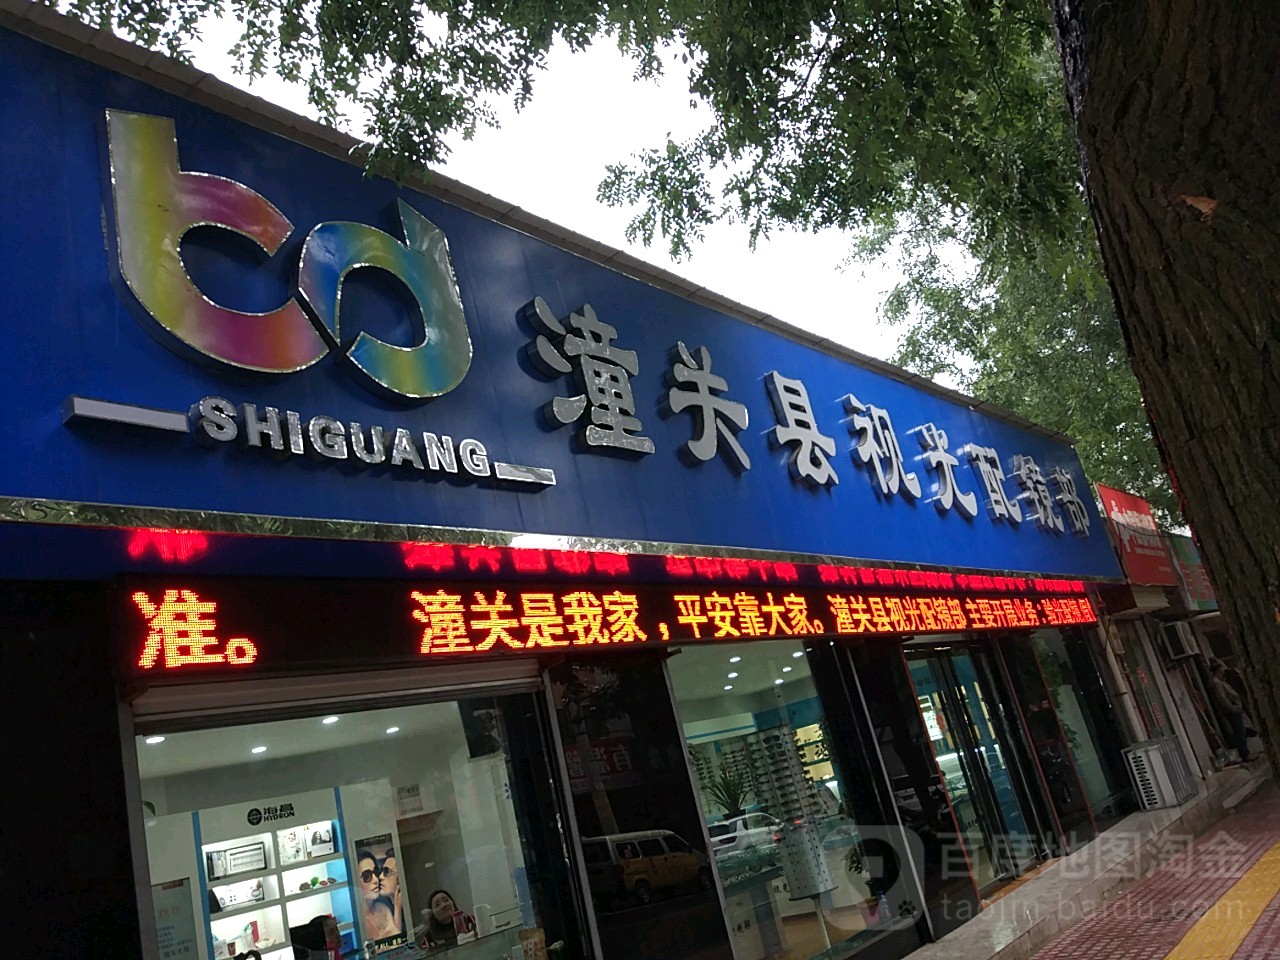 SHIGUANG
潼关县视光配镜部
准。 潼关是我家，平安靠大家。潼关县视光配镜部 主要开展业务：
海昌
HYDRON
百度地图淘金
taojin.baidu.com